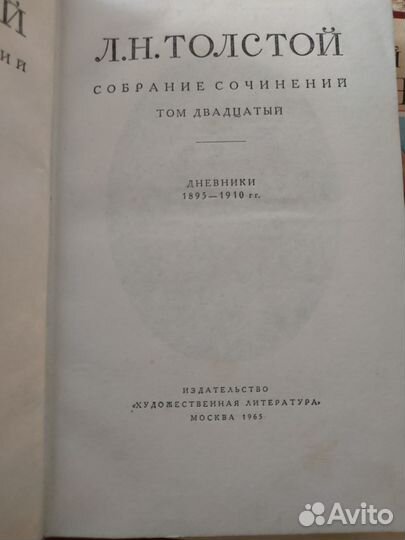 Л.Н.ТОЛСТОЙ
СОБРАНИЕ СОЧИНЕНИЙ
ТОМ ДВАДЦАТЫЙ
ДНЕВНИКИ
1895—1910 гг.
ИЗДАТЕЛЬСТВО
«ХУДОЖЕСТВЕННАЯ ЛИТЕРАТУРА»
МОСКВА 1965
Avito